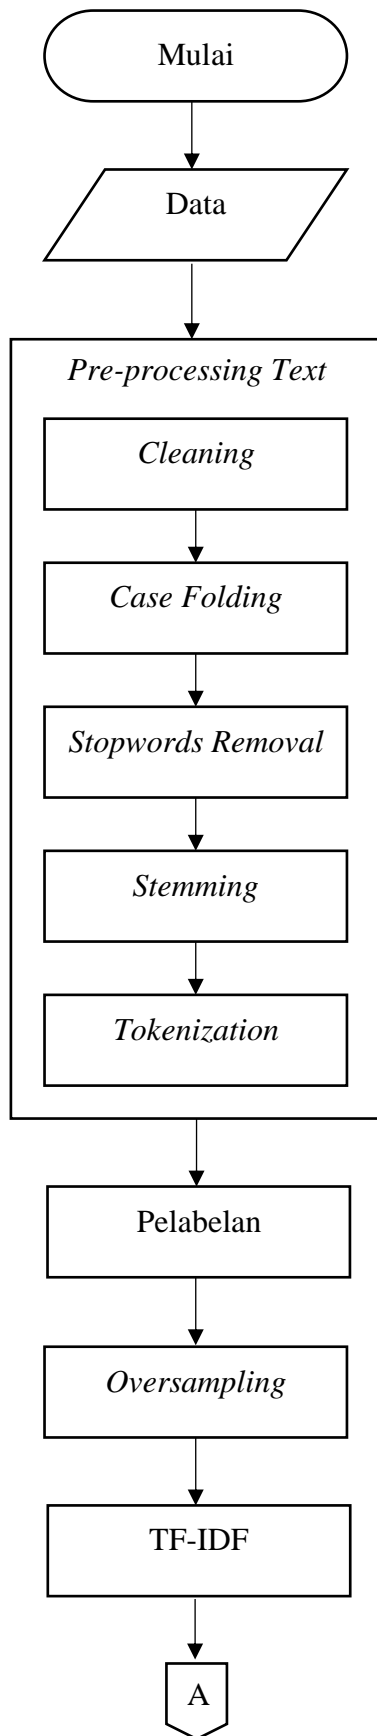 Mulai
Data
Pre-processing Text
Cleaning
Case Folding
Stopwords Removal
Stemming
Tokenization
Pelabelan
Oversampling
TF-IDF
A